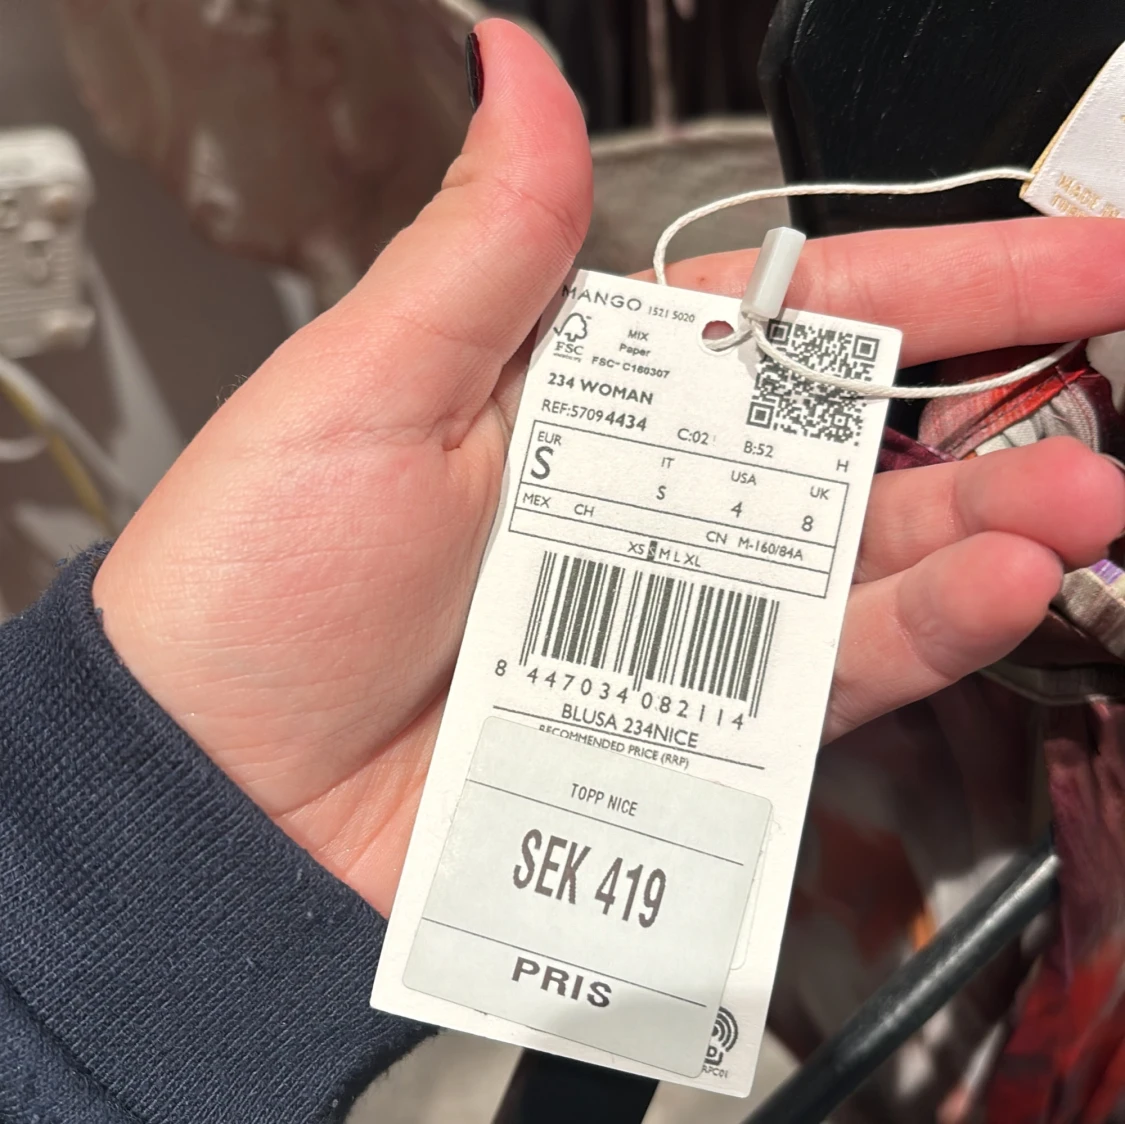 MANGO 1521 5020
MIX
Paper
FSC™ C160307
FSC
234 WOMAN
REF:57094434 C:02 B:52 H
EUR IT USA UK
S S 4 8
MEX CH CN M-160/84A
XS S M L XL
8 447034 082114
BLUSA 234NICE
RECOMMENDED PRICE (RRP)
TOPP NICE
SEK 419
PRIS
MADE